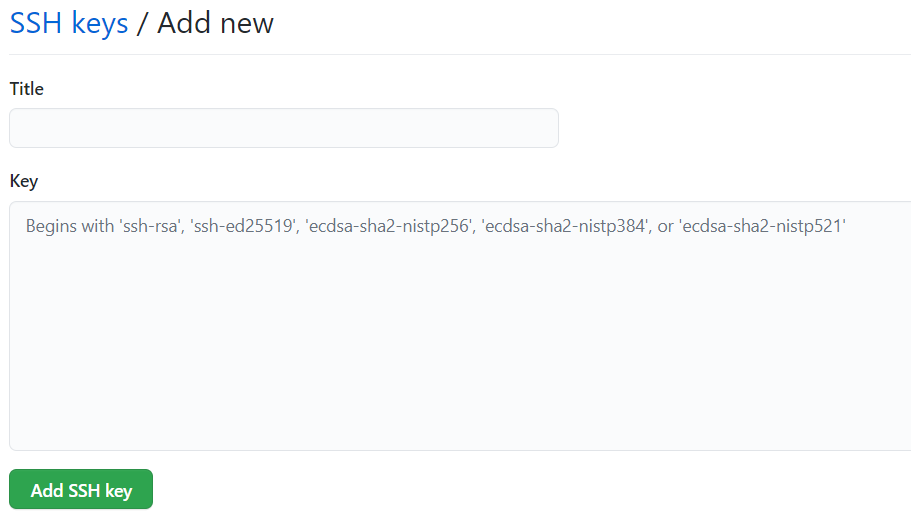 SSH keys / Add new
Title
Key
Begins with 'ssh-rsa', 'ssh-ed25519', 'ecdsa-sha2-nistp256', 'ecdsa-sha2-nistp384', or 'ecdsa-sha2-nistp521'
Add SSH key